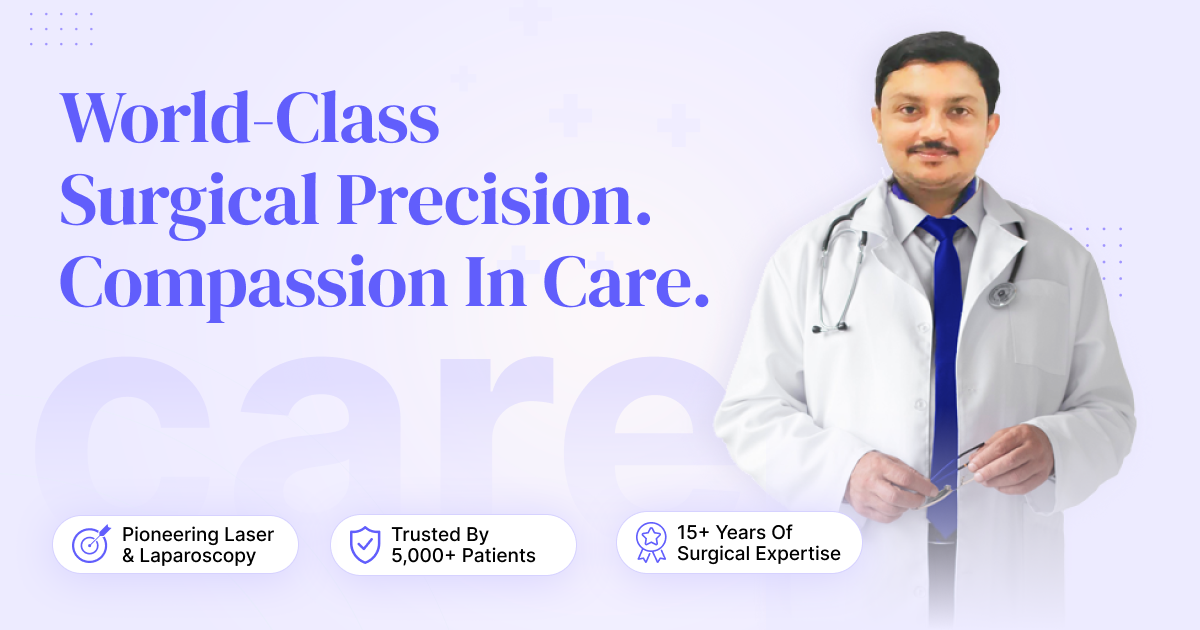 World-Class
Surgical Precision.
Compassion In Care.
care
Pioneering Laser
& Laparoscopy
Trusted By
5,000+ Patients
15+ Years Of
Surgical Expertise